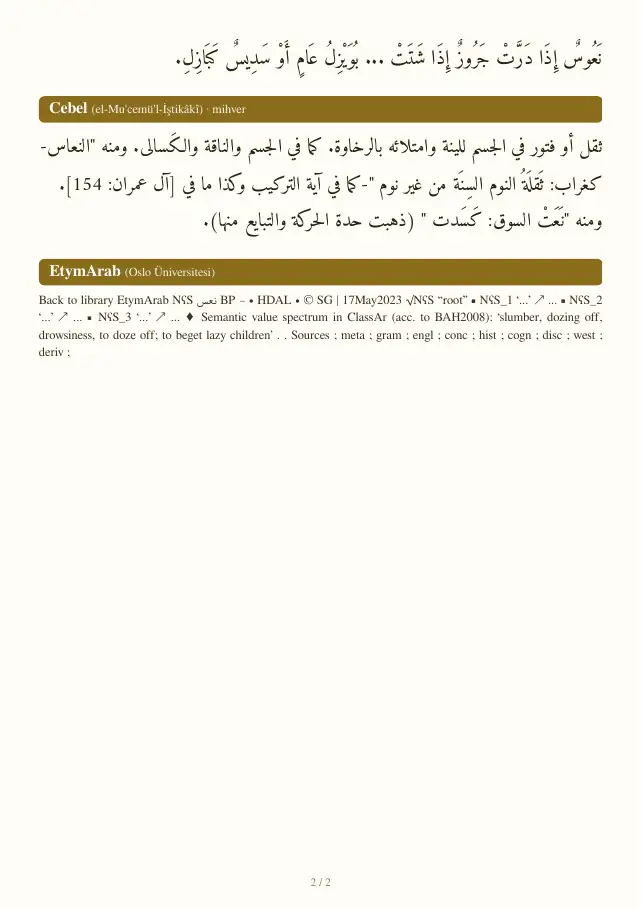 نَعُوسٌ إِذَا دَرَّتْ جَرُوزٌ إِذَا شَتَتْ ... بُوَيْزِلُ عَامٍ أَوْ سَدِيسٌ كَبَازِلِ.
Cebel (el-Mu'cemü'l-İştikâkî) · mihver
ثقل أو فتور في الجسم للينة وامتلائه بالرخاوة. كما في الجسم والناقة والكَسالى. ومنه "النعاس-
كغراب: ثَقلَةُ النوم السِنَة من غير نوم "-كما في آية التركيب وكذا ما في [آل عمران: 154].
ومنه "نَعَتْ السوق: كَسَدت " (ذهبت حدة الحركة والتبايع منها).
EtymArab (Oslo Üniversitesi)
Back to library EtymArab NʕS نعس BP – • HDAL • © SG | 17May2023 √NʕS “root” ▪ NʕS_1 ‘...’ ↗ ... ▪ NʕS_2
‘...’ ↗ ... ▪ NʕS_3 ‘...’ ↗ ... ♦ Semantic value spectrum in ClassAr (acc. to BAH2008): ‘slumber, dozing off,
drowsiness, to doze off; to beget lazy children’ . . Sources ; meta ; gram ; engl ; conc ; hist ; cogn ; disc ; west ;
deriv ;
2 / 2